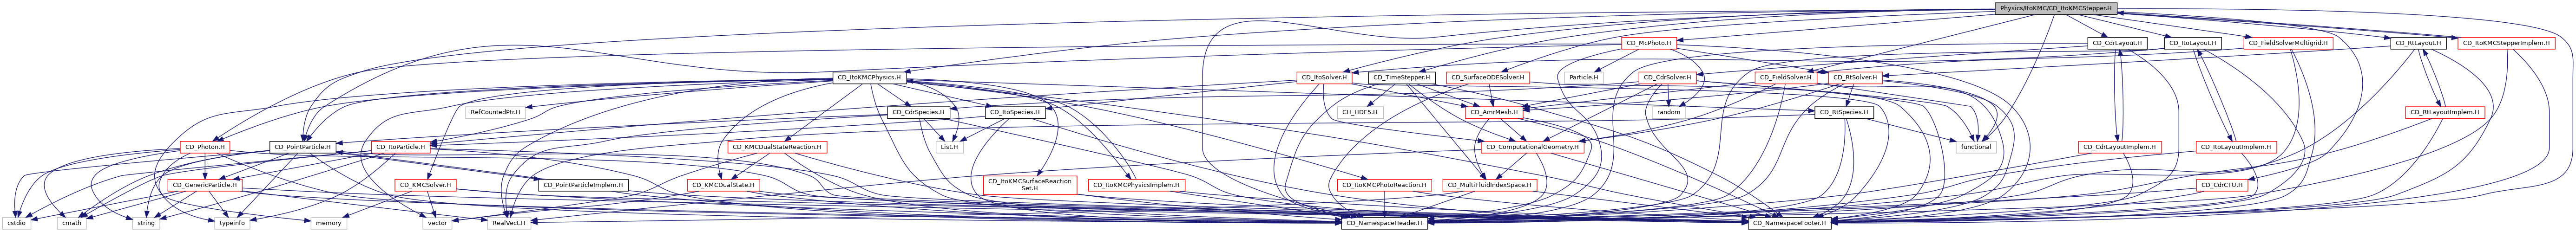 Physics/ItoKMC/CD_ItoKMCStepper.H
CD_McPhoto.H
CD_CdrLayout.H
CD_ItoLayout.H
CD_FieldSolverMultigrid.H
CD_RtLayout.H
CD_ItoKMCStepperImplem.H
CD_ItoKMCPhysics.H
CD_ItoSolver.H
CD_TimeStepper.H
CD_SurfaceODESolver.H
Particle.H
CD_CdrSolver.H
CD_FieldSolver.H
CD_RtSolver.H
RefCountedPtr.H
CD_CdrSpecies.H
CD_ItoSpecies.H
CH_HDF5.H
CD_AmrMesh.H
random
CD_RtSpecies.H
CD_RtLayoutImplem.H
CD_Photon.H
CD_PointParticle.H
CD_ItoParticle.H
CD_KMCDualStateReaction.H
List.H
CD_ComputationalGeometry.H
functional
CD_CdrLayoutImplem.H
CD_ItoLayoutImplem.H
CD_GenericParticle.H
CD_KMCSolver.H
CD_PointParticleImplem.H
CD_KMCDualState.H
CD_ItoKMCSurfaceReaction
Set.H
CD_ItoKMCPhysicsImplem.H
CD_ItoKMCPhotoReaction.H
CD_MultiFluidIndexSpace.H
CD_CdrCTU.H
cstdio
cmath
string
typeinfo
memory
vector
RealVect.H
CD_NamespaceHeader.H
CD_NamespaceFooter.H